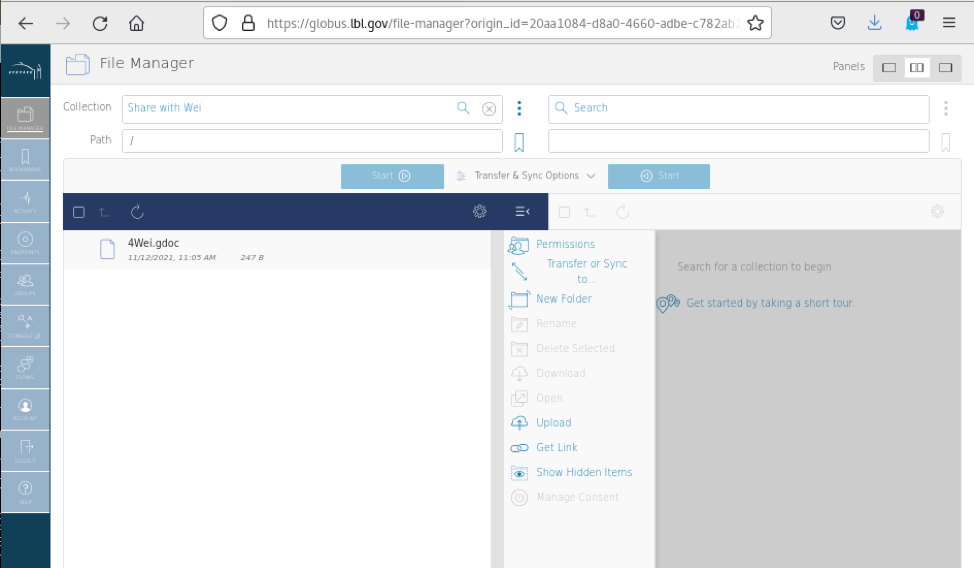 0
https://globus.lbl.gov/file-manager?origin_id=20aa1084-d8a0-4660-adbe-c782ab
File Manager
Panels
Collection
Share with Wei
Search
Path
/
Start
Transfer & Sync Options
Start
FILE MANAGER
BOOKMARKS
ACTIVITY
ENDPOINTS
GROUPS
CONSOLE
FLOWS
ACCOUNT
LOGOUT
HELP
4Wei.gdoc
11/12/2021, 11:05 AM 247 B
Permissions
Transfer or Sync
to...
New Folder
Rename
Delete Selected
Download
Open
Upload
Get Link
Show Hidden Items
Manage Consent
Search for a collection to begin
Get started by taking a short tour